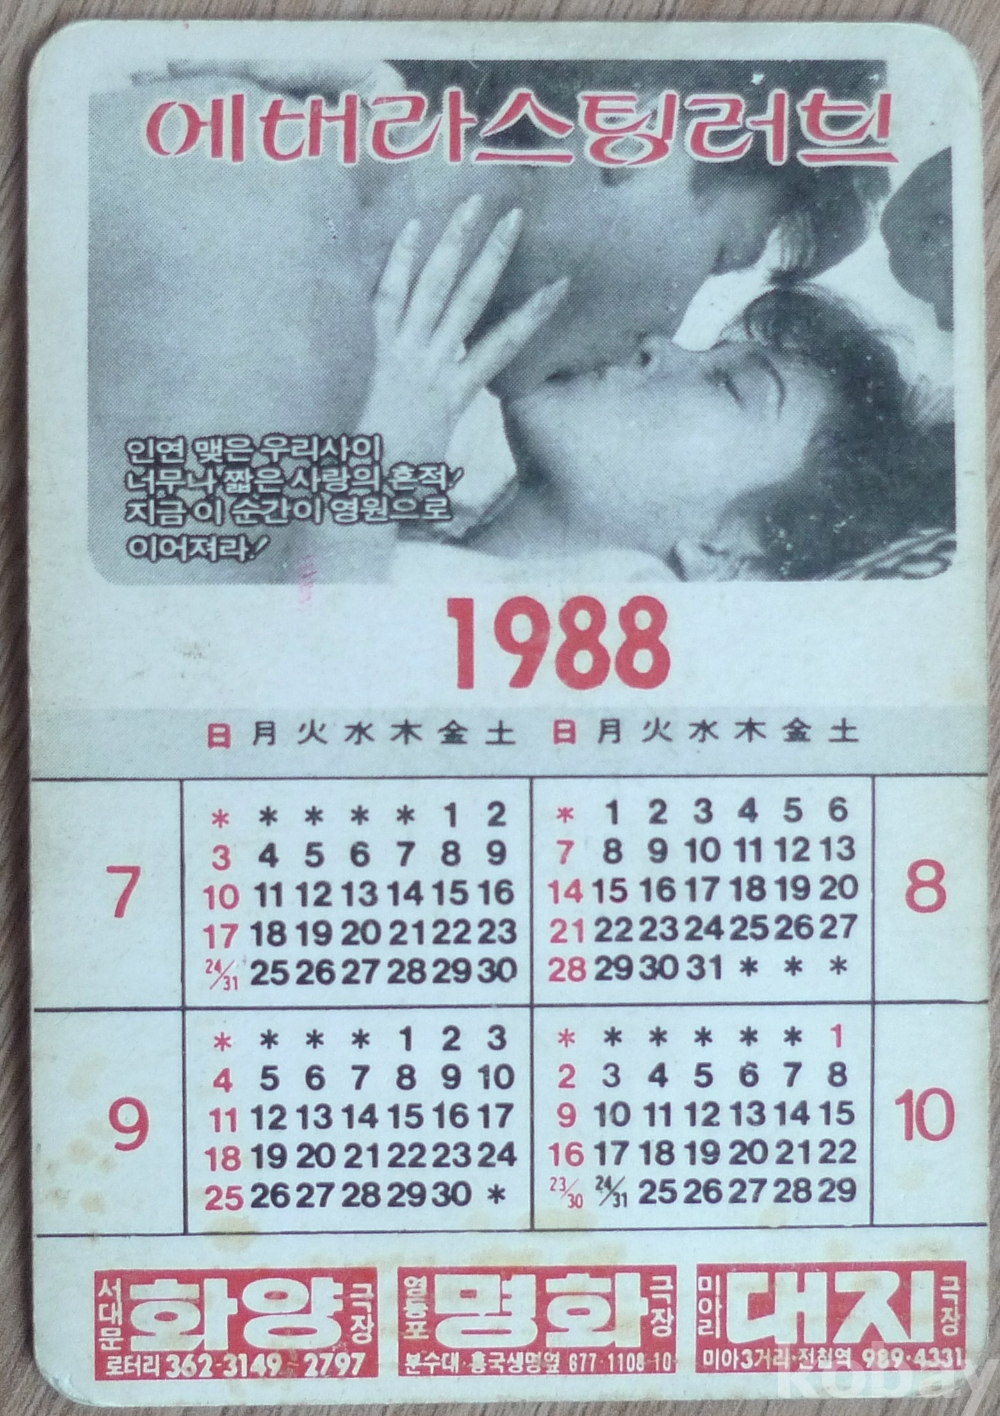 에버라스팅러브
인연 맺은 우리사이
너무나 짧은 사랑의 흔적!
지금 이 순간이 영원으로
이어져라!
1988
日 月 火 水 木 金 土 日 月 火 水 木 金 土
7
* * * * * 1 2
3 4 5 6 7 8 9
10 11 12 13 14 15 16
17 18 19 20 21 22 23
24/31 25 26 27 28 29 30
8
* 1 2 3 4 5 6
7 8 9 10 11 12 13
14 15 16 17 18 19 20
21 22 23 24 25 26 27
28 29 30 31 * * *
9
* * * * 1 2 3
4 5 6 7 8 9 10
11 12 13 14 15 16 17
18 19 20 21 22 23 24
25 26 27 28 29 30 *
10
* * * * * * 1
2 3 4 5 6 7 8
9 10 11 12 13 14 15
16 17 18 19 20 21 22
23/30 24/31 25 26 27 28 29
서대문 화양 극장
로터리 362-3149~2797
영등포 명화 극장
분수대·흥국생명옆 677-1108-10
미아리 대지 극장
미아3거리·전철역 989·4331
kobay